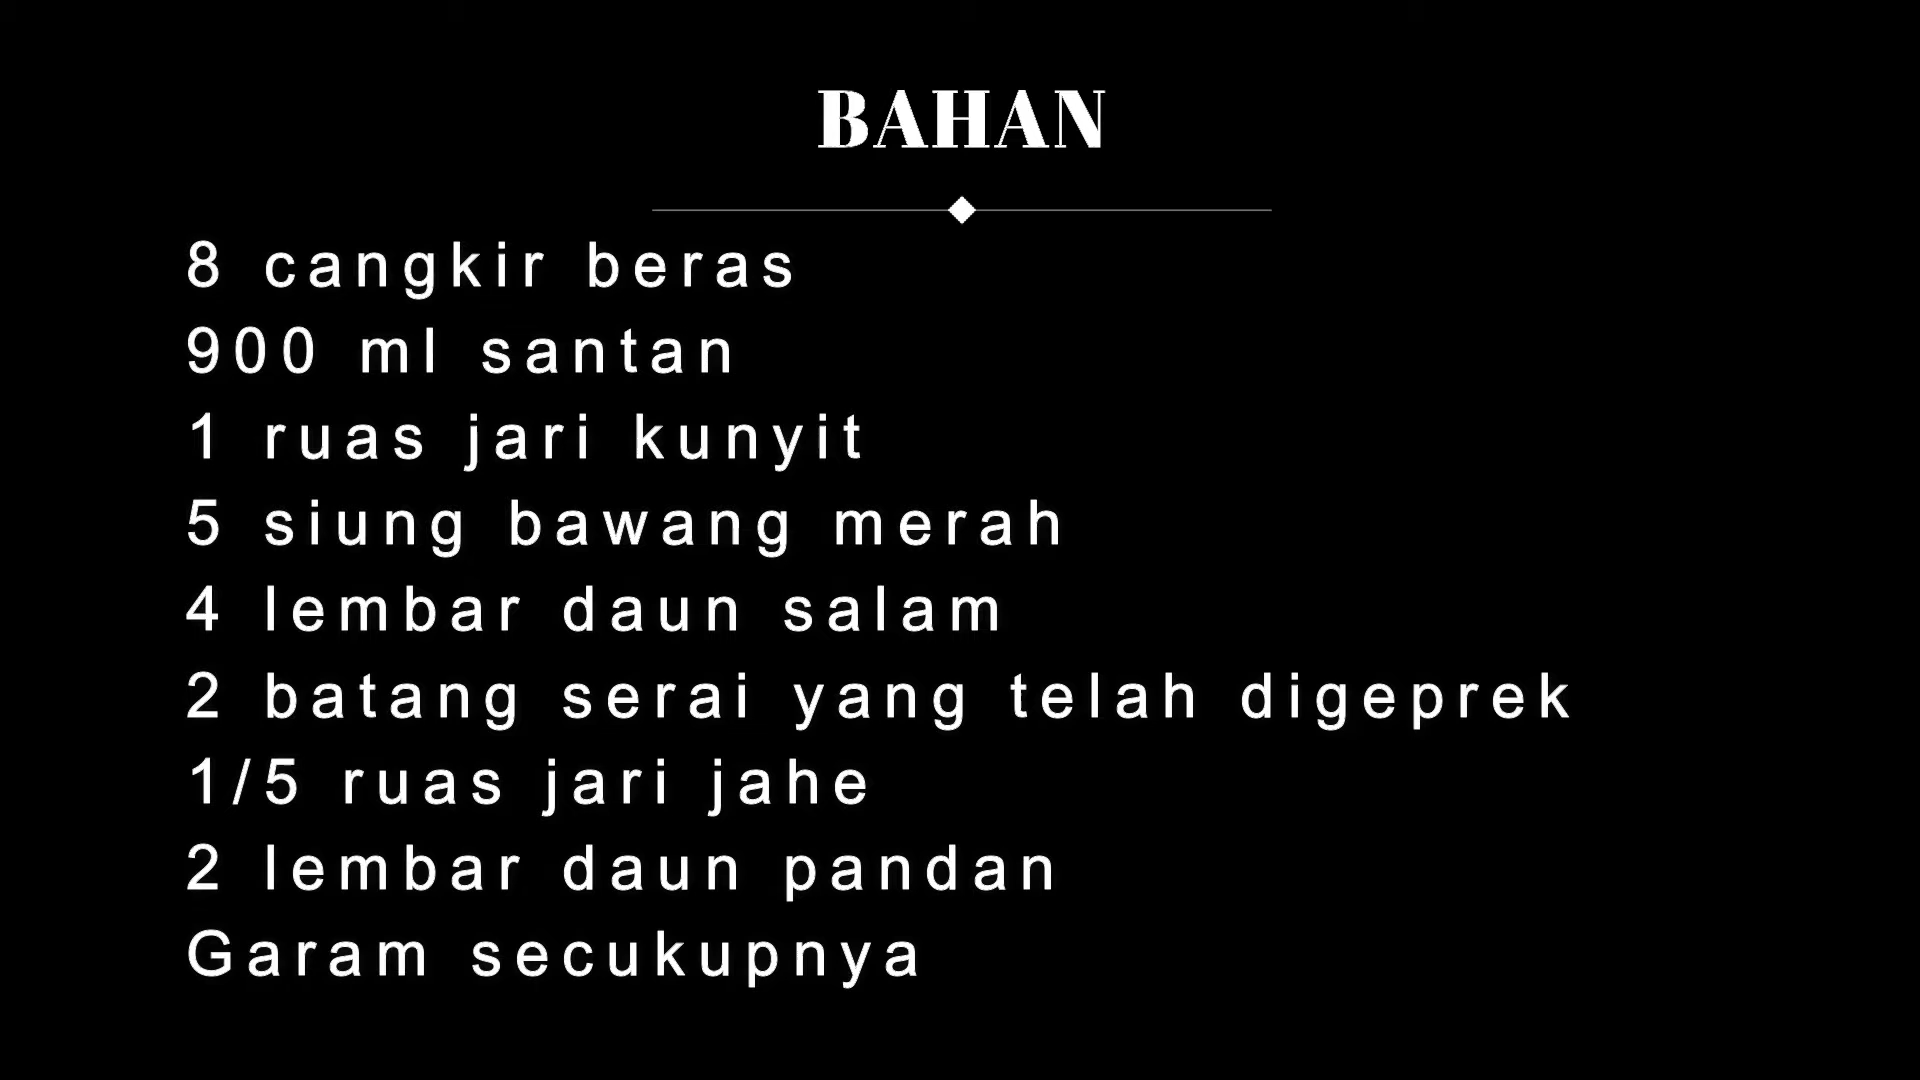 BAHAN
8 cangkir beras
900 ml santan
1 ruas jari kunyit
5 siung bawang merah
4 lembar daun salam
2 batang serai yang telah digeprek
1/5 ruas jari jahe
2 lembar daun pandan
Garam secukupnya